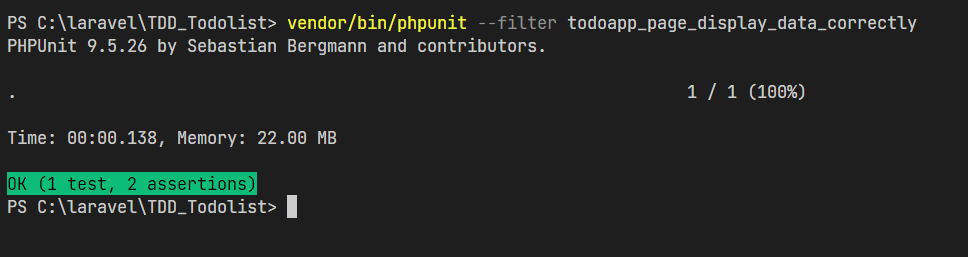 PS C:\laravel\TDD_Todolist> vendor/bin/phpunit --filter todoapp_page_display_data_correctly
PHPUnit 9.5.26 by Sebastian Bergmann and contributors.
. 1 / 1 (100%)
Time: 00:00.138, Memory: 22.00 MB
OK (1 test, 2 assertions)
PS C:\laravel\TDD_Todolist>